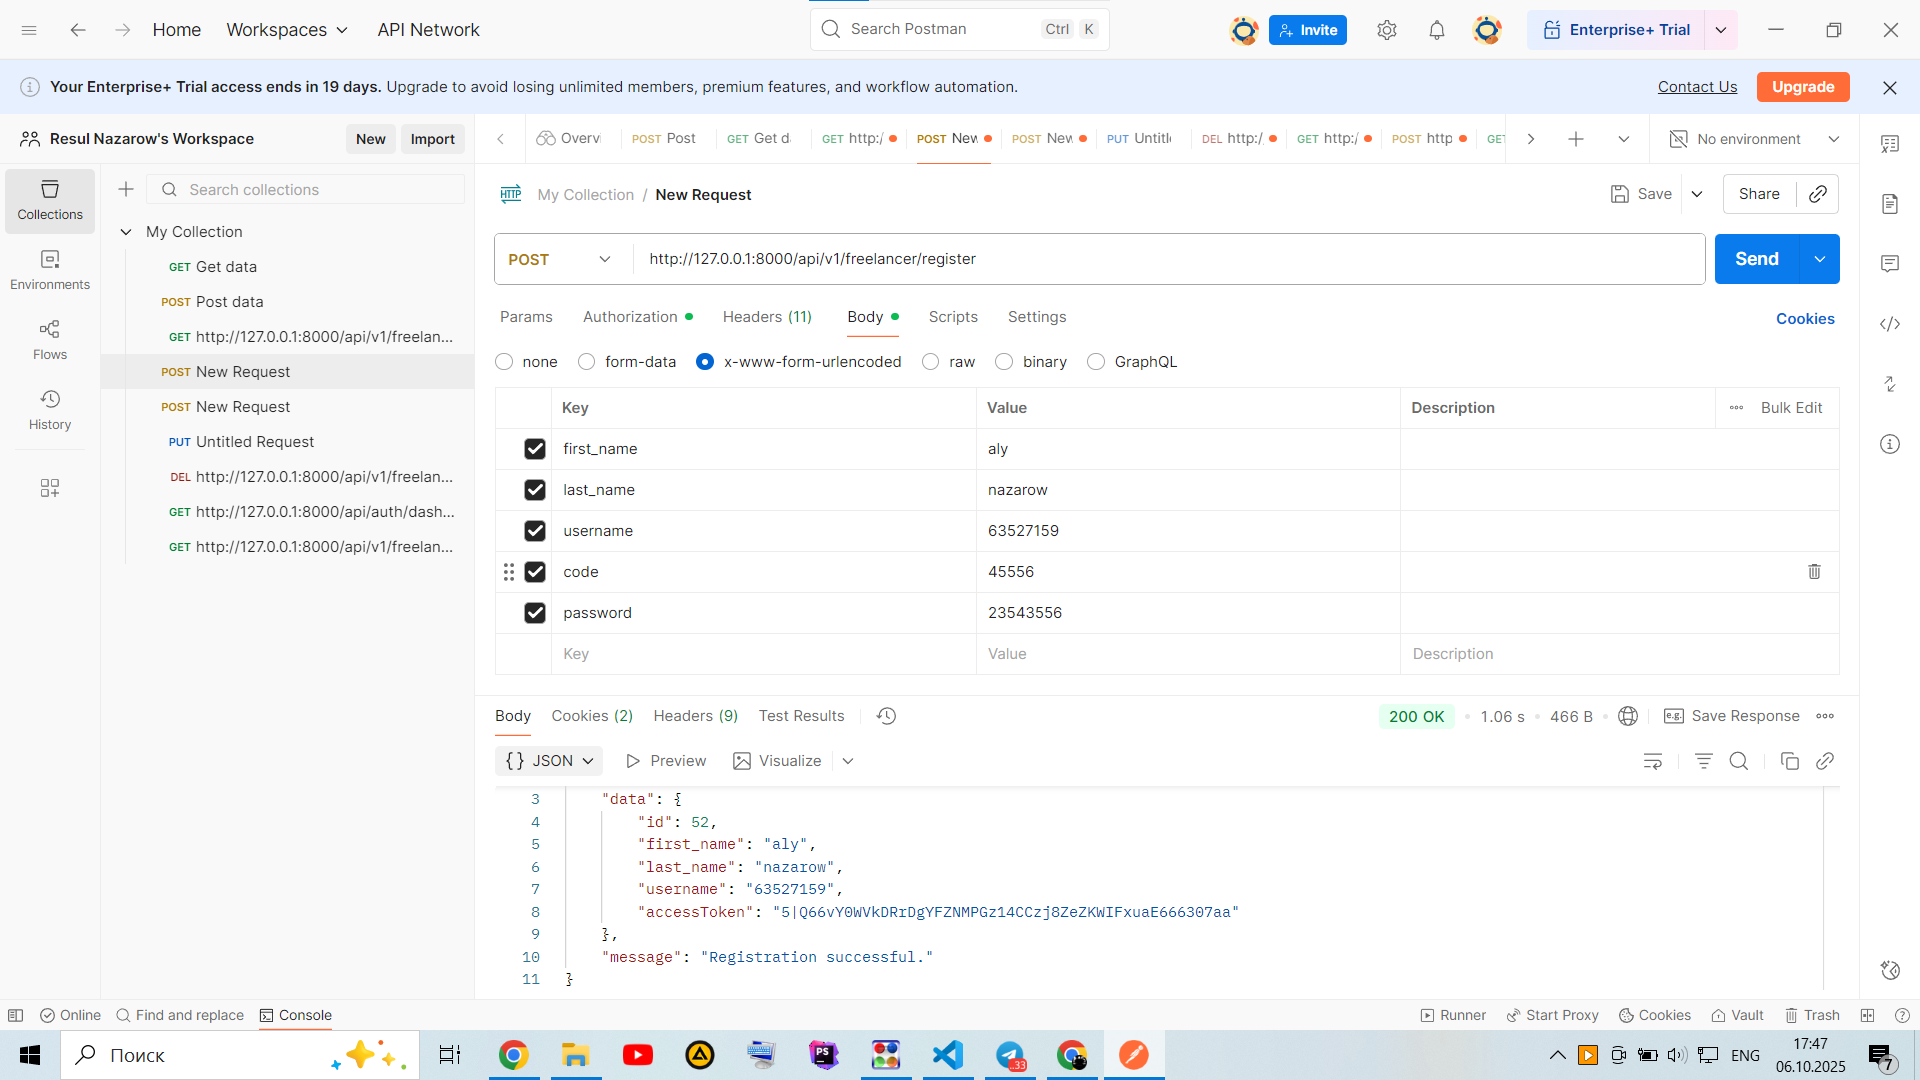 Home
Workspaces
API Network
Search Postman
Ctrl K
Invite
Enterprise+ Trial
Your Enterprise+ Trial access ends in 19 days. Upgrade to avoid losing unlimited members, premium features, and workflow automation.
Contact Us
Upgrade
Resul Nazarow's Workspace
New
Import
Overvi
POST Post
GET Get d
GET http:/
POST New
POST New
PUT Untitle
DEL http:/
GET http:/
POST http
GET
No environment
Collections
Environments
Flows
History
Search collections
My Collection
GET Get data
POST Post data
GET http://127.0.0.1:8000/api/v1/freelan...
POST New Request
POST New Request
PUT Untitled Request
DEL http://127.0.0.1:8000/api/v1/freelan...
GET http://127.0.0.1:8000/api/auth/dash...
GET http://127.0.0.1:8000/api/v1/freelan...
HTTP My Collection / New Request
Save
Share
POST
http://127.0.0.1:8000/api/v1/freelancer/register
Send
Params
Authorization
Headers (11)
Body
Scripts
Settings
Cookies
none
form-data
x-www-form-urlencoded
raw
binary
GraphQL
Key Value Description
Bulk Edit
first_name aly
last_name nazarow
username 63527159
code 45556
password 23543556
Key Value Description
Body
Cookies (2)
Headers (9)
Test Results
200 OK
1.06 s
466 B
e.g. Save Response
{} JSON
Preview
Visualize
3 "data": {
4 "id": 52,
5 "first_name": "aly",
6 "last_name": "nazarow",
7 "username": "63527159",
8 "accessToken": "5|Q66vY0WVkDRrDgYFZNMPGz14CCzj8ZeZKWIFxuaE666307aa"
9 },
10 "message": "Registration successful."
11 }
Online
Find and replace
Console
Runner
Start Proxy
Cookies
Vault
Trash
Поиск
PS
..33
ENG
17:47
06.10.2025
7